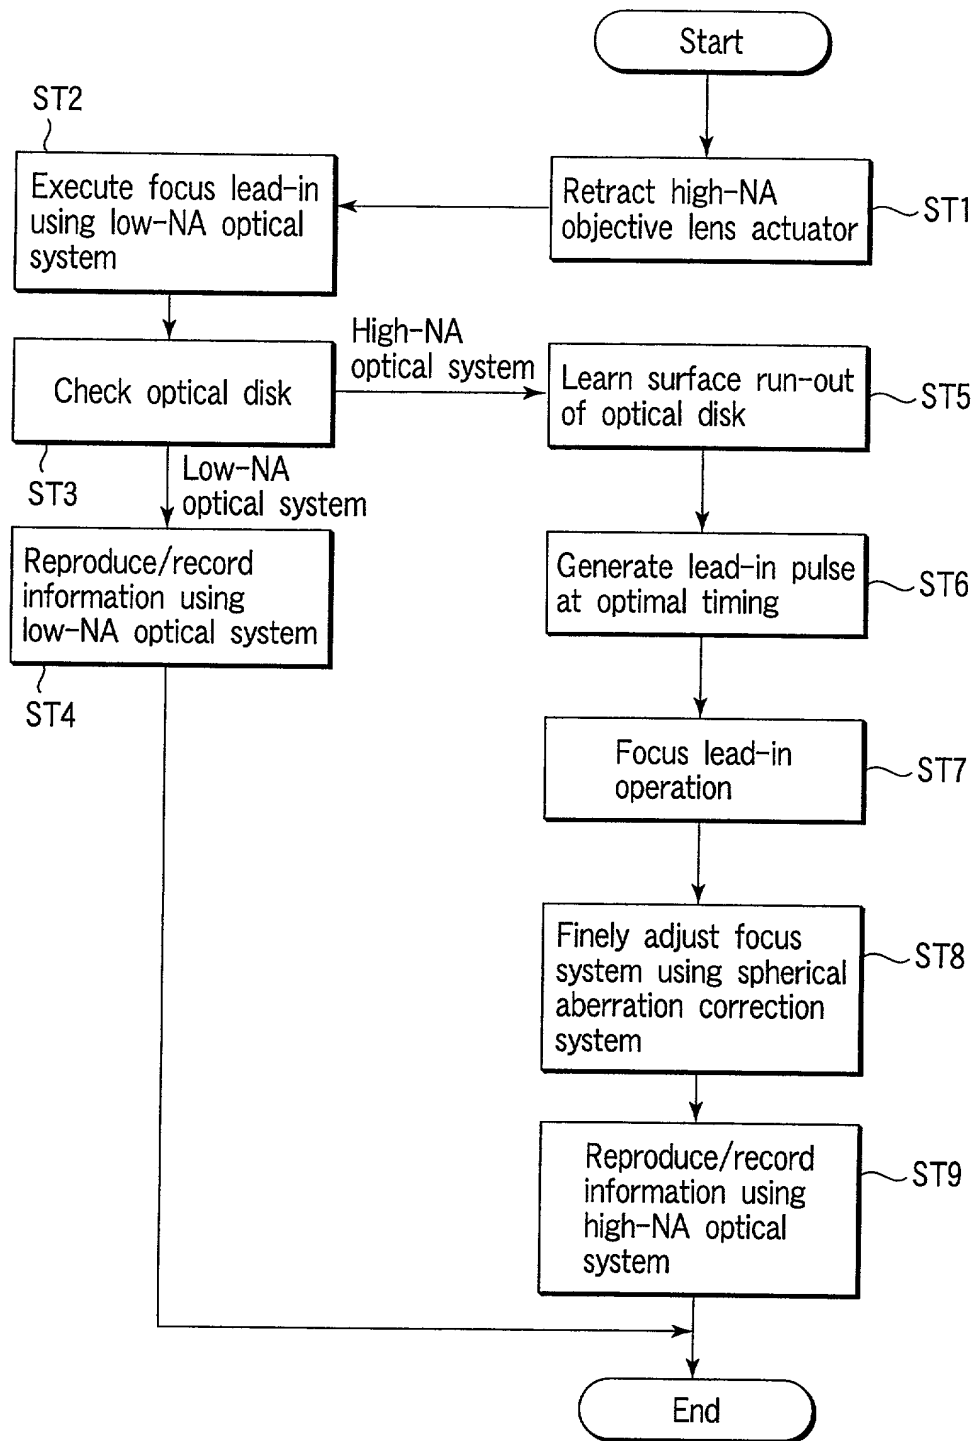 Start
ST1
Retract high-NA
objective lens actuator
ST2
Execute focus lead-in
using low-NA optical
system
Check optical disk
ST3
High-NA
optical system
Low-NA
optical system
Reproduce/record
information using
low-NA optical system
ST4
Learn surface run-out
of optical disk
ST5
Generate lead-in pulse
at optimal timing
ST6
Focus lead-in
operation
ST7
Finely adjust focus
system using spherical
aberration correction
system
ST8
Reproduce/record
information using
high-NA optical
system
ST9
End